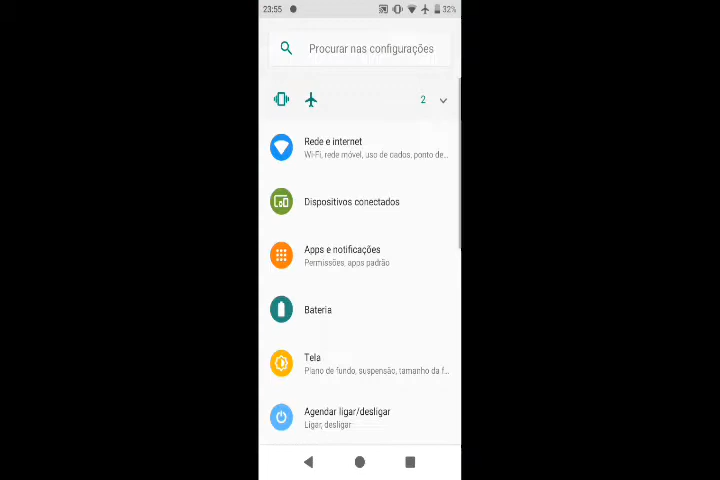 23:55
32%
Procurar nas configurações
2
Rede e internet
Wi-Fi, rede móvel, uso de dados, ponto de...
Dispositivos conectados
Apps e notificações
Permissões, apps padrão
Bateria
Tela
Plano de fundo, suspensão, tamanho da f...
Agendar ligar/desligar
Ligar, desligar